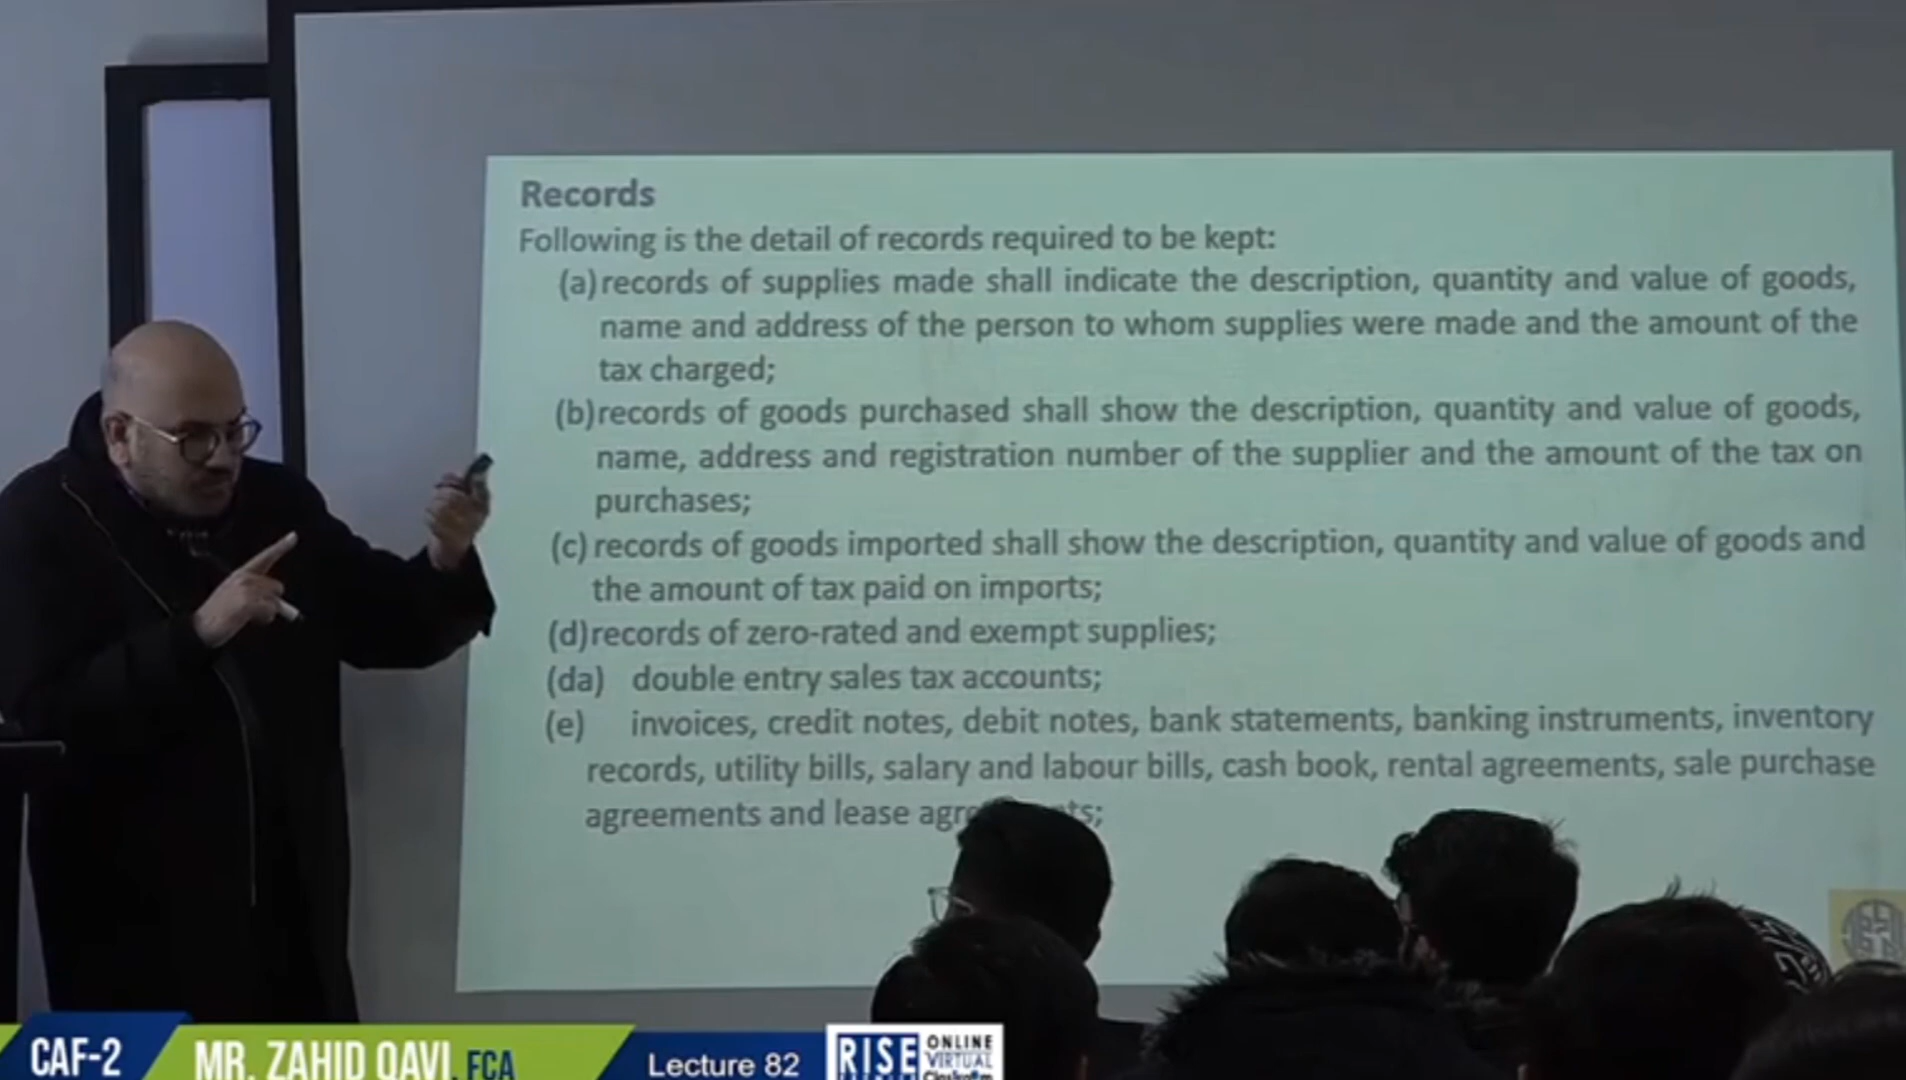 Records
Following is the detail of records required to be kept:
(a) records of supplies made shall indicate the description, quantity and value of goods,
name and address of the person to whom supplies were made and the amount of the
tax charged;
(b) records of goods purchased shall show the description, quantity and value of goods,
name, address and registration number of the supplier and the amount of the tax on
purchases;
(c) records of goods imported shall show the description, quantity and value of goods and
the amount of tax paid on imports;
(d) records of zero-rated and exempt supplies;
(da) double entry sales tax accounts;
(e) invoices, credit notes, debit notes, bank statements, banking instruments, inventory
records, utility bills, salary and labour bills, cash book, rental agreements, sale purchase
agreements and lease
CAF-2
MR. ZAHID QAVI, FCA
Lecture 82
RISE
ONLINE
VIRTUAL